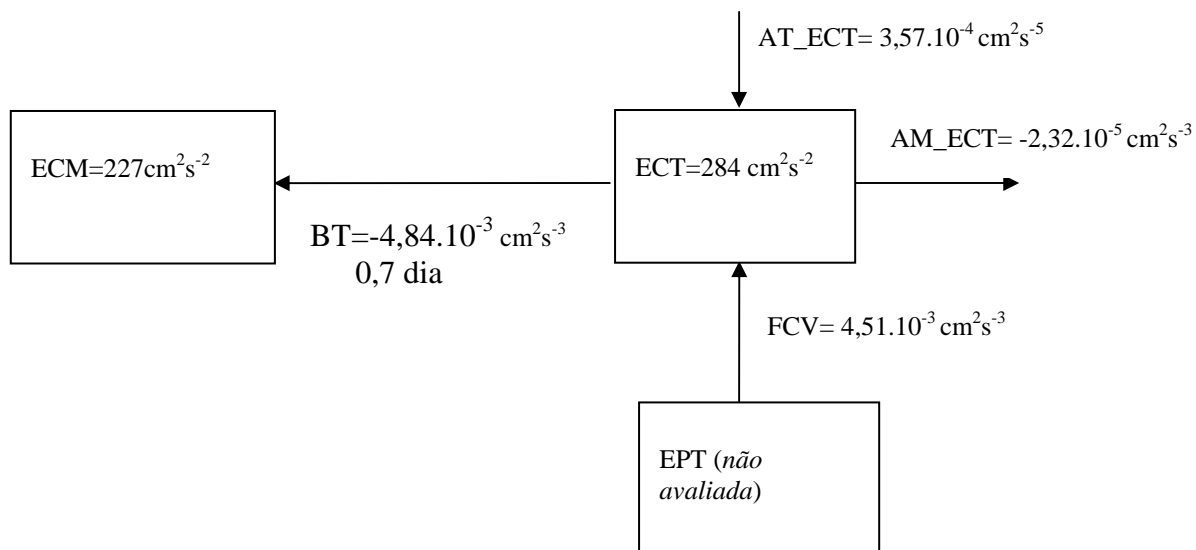 AT_ECT= 3,57.10⁻⁴ cm²s⁻⁵
ECM=227cm²s⁻²
ECT=284 cm²s⁻²
AM_ECT= -2,32.10⁻⁵ cm²s⁻³
BT=-4,84.10⁻³ cm²s⁻³
0,7 dia
FCV= 4,51.10⁻³ cm²s⁻³
EPT (não
avaliada)